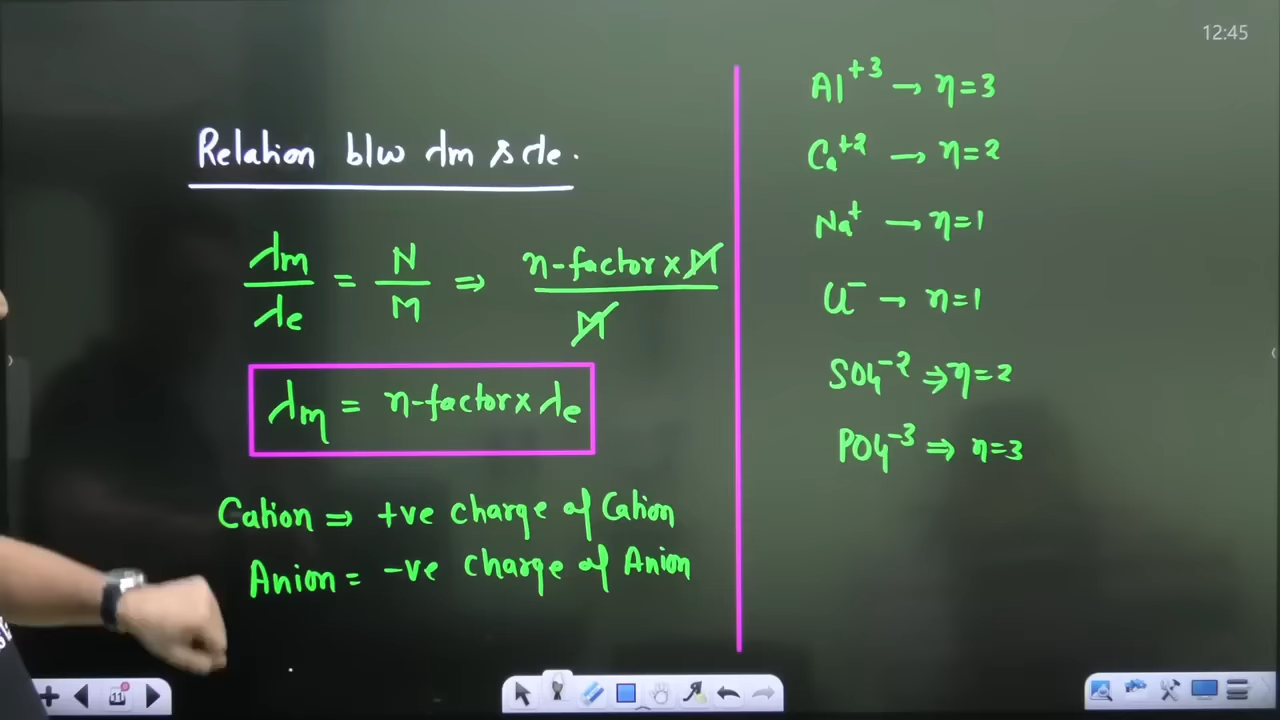 12:45
Relation b/w λm & λe.
λm/λe = N/M ⇒ n-factor x M/M
λm = n-factor x λe
Cation ⇒ +ve charge of Cation
Anion = -ve charge of Anion
Al+3 → η=3
Ca+2 → η=2
Na+ → η=1
Cl- → η=1
SO4-2 ⇒ η=2
PO4-3 ⇒ η=3
11